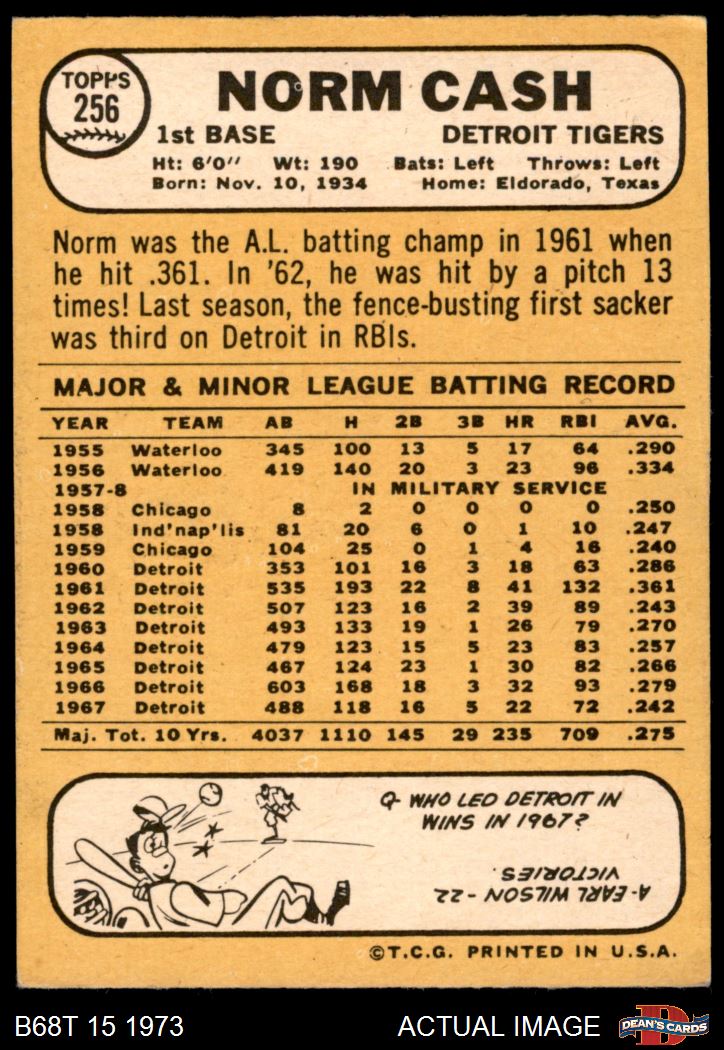 TOPPS
256
NORM CASH
1st BASE DETROIT TIGERS
Ht: 6'0" Wt: 190 Bats: Left Throws: Left
Born: Nov. 10, 1934 Home: Eldorado, Texas
Norm was the A.L. batting champ in 1961 when
he hit .361. In '62, he was hit by a pitch 13
times! Last season, the fence-busting first sacker
was third on Detroit in RBIs.
MAJOR & MINOR LEAGUE BATTING RECORD
YEAR TEAM AB H 2B 3B HR RBI AVG.
1955 Waterloo 345 100 13 5 17 64 .290
1956 Waterloo 419 140 20 3 23 96 .334
1957-8 IN MILITARY SERVICE
1958 Chicago 8 2 0 0 0 0 .250
1958 Ind'nap'lis 81 20 6 0 1 10 .247
1959 Chicago 104 25 0 1 4 16 .240
1960 Detroit 353 101 16 3 18 63 .286
1961 Detroit 535 193 22 8 41 132 .361
1962 Detroit 507 123 16 2 39 89 .243
1963 Detroit 493 133 19 1 26 79 .270
1964 Detroit 479 123 15 5 23 83 .257
1965 Detroit 467 124 23 1 30 82 .266
1966 Detroit 603 168 18 3 32 93 .279
1967 Detroit 488 118 16 5 22 72 .242
Maj. Tot. 10 Yrs. 4037 1110 145 29 235 709 .275
Q- WHO LED DETROIT IN
WINS IN 1967?
A-EARL WILSON - 22
VICTORIES
©T.C.G. PRINTED IN U.S.A.
B68T 15 1973 ACTUAL IMAGE
D
DEAN'S CARDS